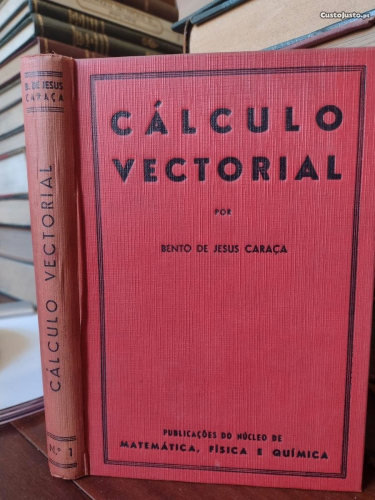 CustoJusto.pt
B. DE JESUS
CARAÇA
CÁLCULO VECTORIAL
N.º 1
CÁLCULO
VECTORIAL
POR
BENTO DE JESUS CARAÇA
PUBLICAÇÕES DO NÚCLEO DE
MATEMÁTICA, FÍSICA E QUÍMICA